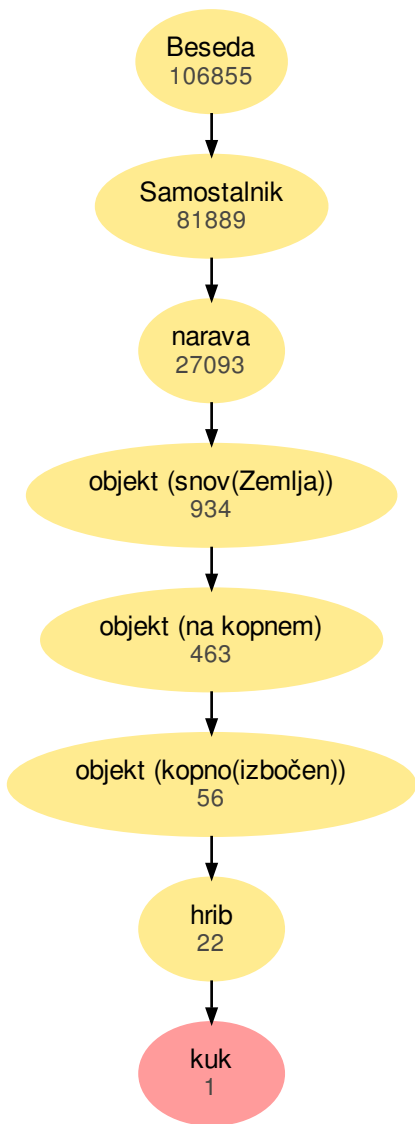 Beseda
106855
Samostalnik
81889
narava
27093
objekt (snov(Zemlja))
934
objekt (na kopnem)
463
objekt (kopno(izbočen))
56
hrib
22
kuk
1